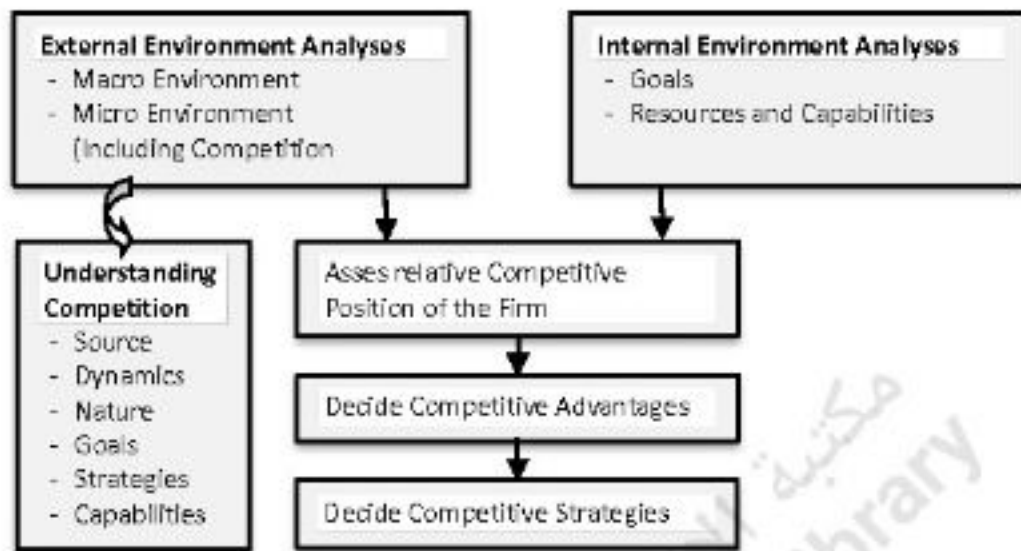 External Environment Analyses
- Macro Environment
- Micro Environment
(Including Competition
Internal Environment Analyses
- Goals
- Resources and Capabilities
Understanding
Competition
- Source
- Dynamics
- Nature
- Goals
- Strategies
- Capabilities
Asses relative Competitive
Position of the Firm
Decide Competitive Advantages
Decide Competitive Strategies
مكتبة